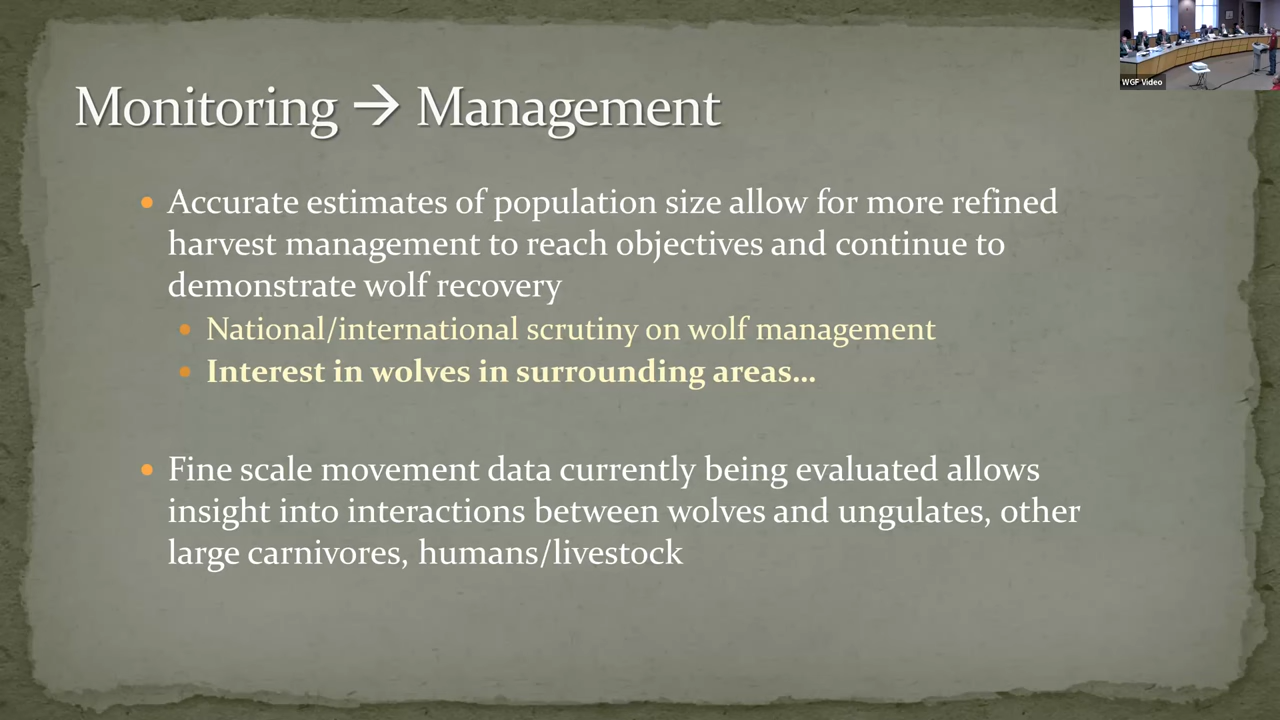 Monitoring → Management
• Accurate estimates of population size allow for more refined
harvest management to reach objectives and continue to
demonstrate wolf recovery
• National/international scrutiny on wolf management
• Interest in wolves in surrounding areas…
• Fine scale movement data currently being evaluated allows
insight into interactions between wolves and ungulates, other
large carnivores, humans/livestock
WGF Video